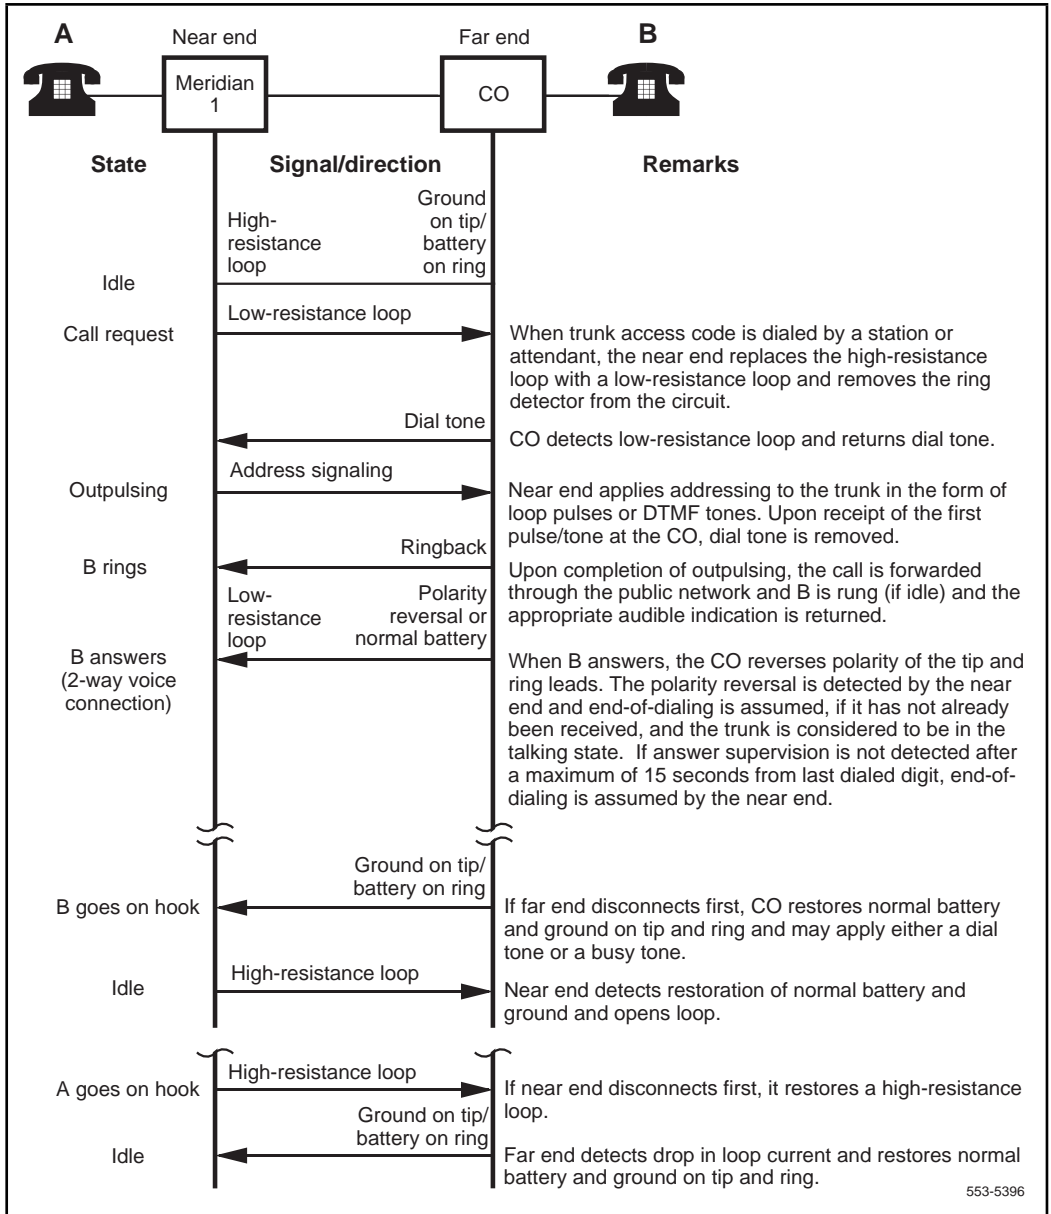 A
Near end
Far end
B
Meridian
1
CO
State
Signal/direction
Remarks
High-
resistance
loop
Ground
on tip/
battery
on ring
Idle
Call request
Low-resistance loop
When trunk access code is dialed by a station or
attendant, the near end replaces the high-resistance
loop with a low-resistance loop and removes the ring
detector from the circuit.
Dial tone
CO detects low-resistance loop and returns dial tone.
Outpulsing
Address signaling
Near end applies addressing to the trunk in the form of
loop pulses or DTMF tones. Upon receipt of the first
pulse/tone at the CO, dial tone is removed.
B rings
Ringback
Upon completion of outpulsing, the call is forwarded
through the public network and B is rung (if idle) and the
appropriate audible indication is returned.
Low-
resistance
loop
Polarity
reversal or
normal battery
B answers
(2-way voice
connection)
When B answers, the CO reverses polarity of the tip and
ring leads. The polarity reversal is detected by the near
end and end-of-dialing is assumed, if it has not already
been received, and the trunk is considered to be in the
talking state.  If answer supervision is not detected after
a maximum of 15 seconds from last dialed digit, end-of-
dialing is assumed by the near end.
Ground on tip/
battery on ring
B goes on hook
If far end disconnects first, CO restores normal battery
and ground on tip and ring and may apply either a dial
tone or a busy tone.
Idle
High-resistance loop
Near end detects restoration of normal battery and
ground and opens loop.
A goes on hook
High-resistance loop
If near end disconnects first, it restores a high-resistance
loop.
Ground on tip/
battery on ring
Idle
Far end detects drop in loop current and restores normal
battery and ground on tip and ring.
553-5396